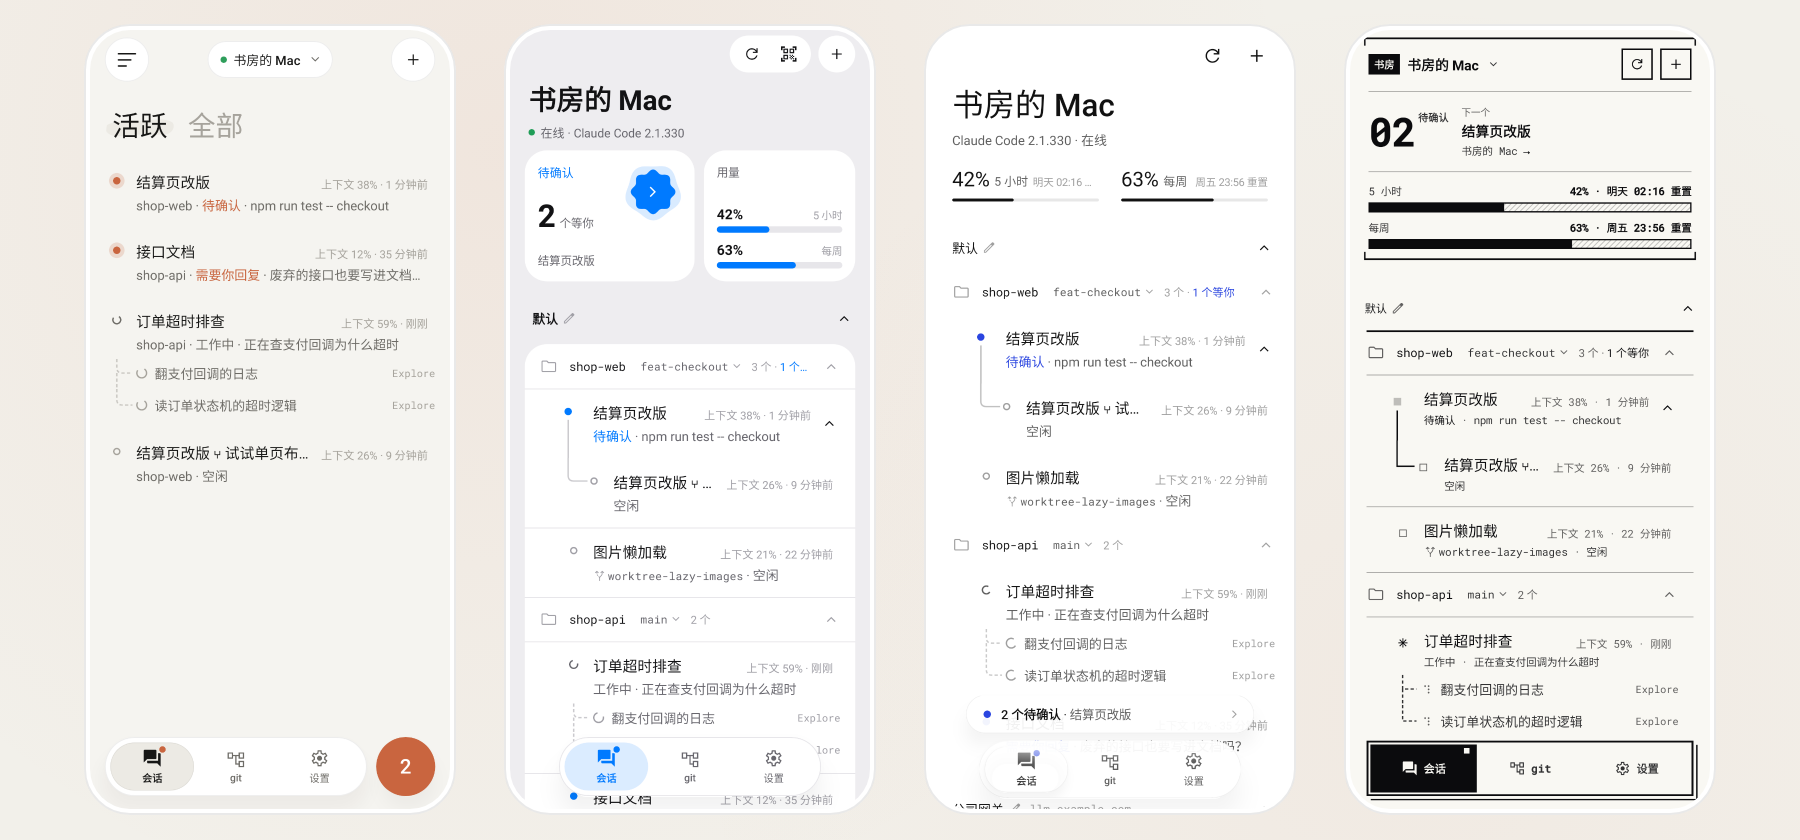 书房的 Mac
活跃 全部
结算页改版 上下文 38% · 1 分钟前
shop-web · 待确认 · npm run test -- checkout
接口文档 上下文 12% · 35 分钟前
shop-api · 需要你回复 · 废弃的接口也要写进文档...
订单超时排查 上下文 59% · 刚刚
shop-api · 工作中 · 正在查支付回调为什么超时
翻支付回调的日志 Explore
读订单状态机的超时逻辑 Explore
结算页改版 ⑂ 试试单页布... 上下文 26% · 9 分钟前
shop-web · 空闲
会话 git 设置 2
书房的 Mac
在线 · Claude Code 2.1.330
待确认
2 个等你
结算页改版
用量
42% 5 小时
63% 每周
默认
shop-web feat-checkout 3 个 · 1 个...
结算页改版 上下文 38% · 1 分钟前
待确认 · npm run test -- checkout
结算页改版 ⑂ ... 上下文 26% · 9 分钟前
空闲
图片懒加载 上下文 21% · 22 分钟前
worktree-lazy-images · 空闲
shop-api main 2 个
订单超时排查 上下文 59% · 刚刚
工作中 · 正在查支付回调为什么超时
翻支付回调的日志 Explore
会话 git 设置
接口文档 上下文 12% · 35 分钟前
书房的 Mac
Claude Code 2.1.330 · 在线
42% 5 小时 明天 02:16 ...
63% 每周 周五 23:56 重置
默认
shop-web feat-checkout 3 个 · 1 个等你
结算页改版 上下文 38% · 1 分钟前
待确认 · npm run test -- checkout
结算页改版 ⑂ 试... 上下文 26% · 9 分钟前
空闲
图片懒加载 上下文 21% · 22 分钟前
worktree-lazy-images · 空闲
shop-api main 2 个
订单超时排查 上下文 59% · 刚刚
工作中 · 正在查支付回调为什么超时
翻支付回调的日志 Explore
读订单状态机的超时逻辑 Explore
2 个待确认 · 结算页改版
会话 git 设置
书房 书房的 Mac
02 待确认
下一个
结算页改版
书房的 Mac →
5 小时 42% · 明天 02:16 重置
每周 63% · 周五 23:56 重置
默认
shop-web feat-checkout 3 个 · 1 个等你
结算页改版 上下文 38% · 1 分钟前
待确认 · npm run test -- checkout
结算页改版 ⑂... 上下文 26% · 9 分钟前
空闲
图片懒加载 上下文 21% · 22 分钟前
worktree-lazy-images · 空闲
shop-api main 2 个
订单超时排查 上下文 59% · 刚刚
工作中 · 正在查支付回调为什么超时
翻支付回调的日志 Explore
读订单状态机的超时逻辑 Explore
会话 git 设置